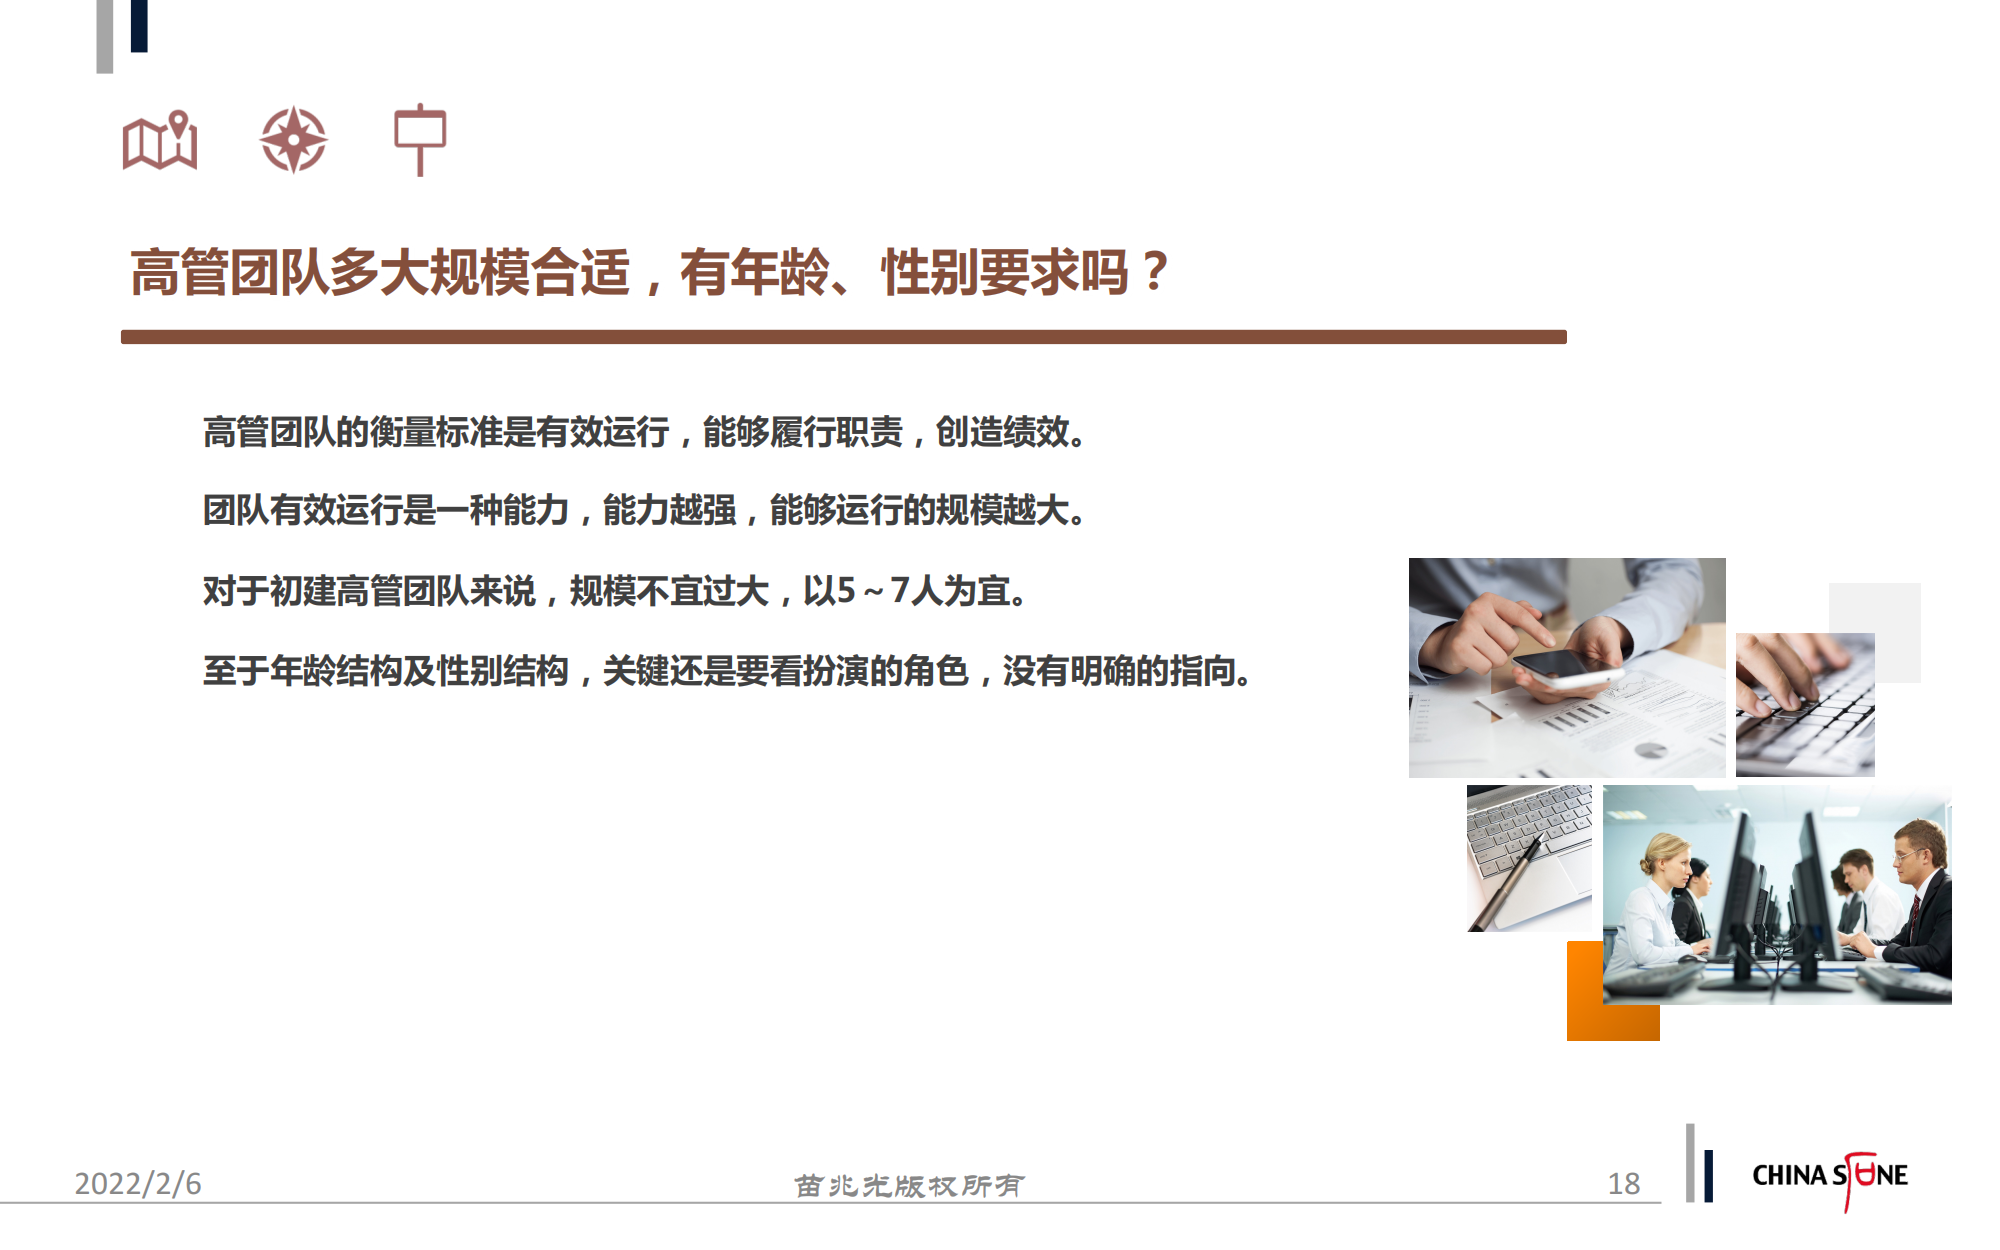 高管团队多大规模合适，有年龄、性别要求吗？
高管团队的衡量标准是有效运行，能够履行职责，创造绩效。
团队有效运行是一种能力，能力越强，能够运行的规模越大。
对于初建高管团队来说，规模不宜过大，以5～7人为宜。
至于年龄结构及性别结构，关键还是要看扮演的角色，没有明确的指向。
2022/2/6
苗兆光版权所有
18
CHINA STONE